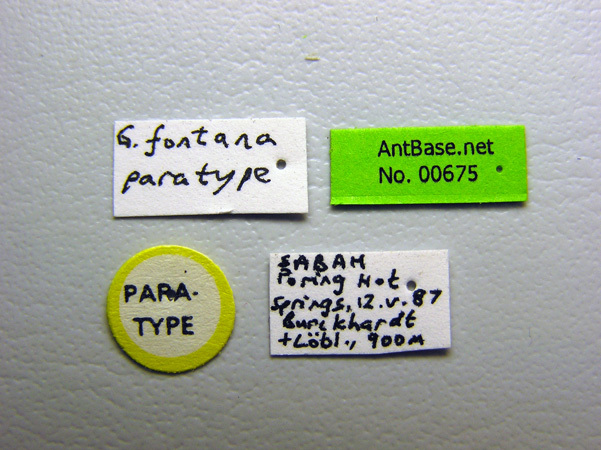 G. fontana
paratype
AntBase.net
No. 00675
PARA-
TYPE
SABAH
Poring Hot
Springs, 12.v.87
Burckhardt
+Löbl., 900m